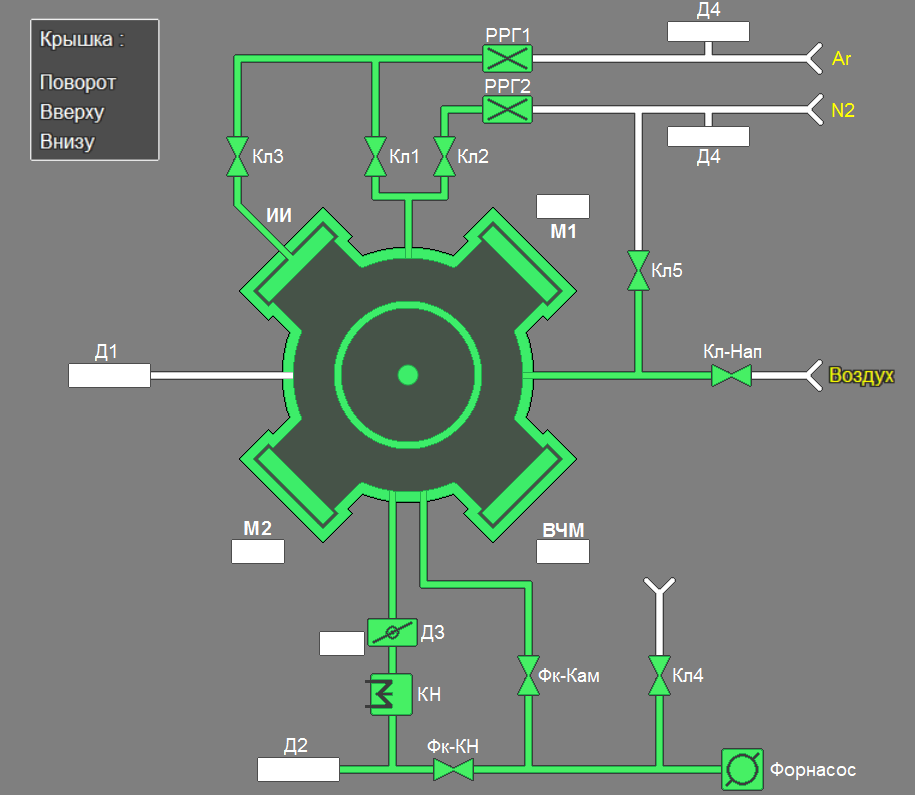 Д4
Крышка :
РРГ1
Ar
Поворот
РРГ2
Вверху
N2
Внизу
Кл3
Кл1
Кл2
Д4
ИИ
М1
Кл5
Д1
Кл-Нап
Воздух
М2
ВЧМ
Д3
Фк-Кам
Кл4
КН
Д2
Фк-КН
Форнасос